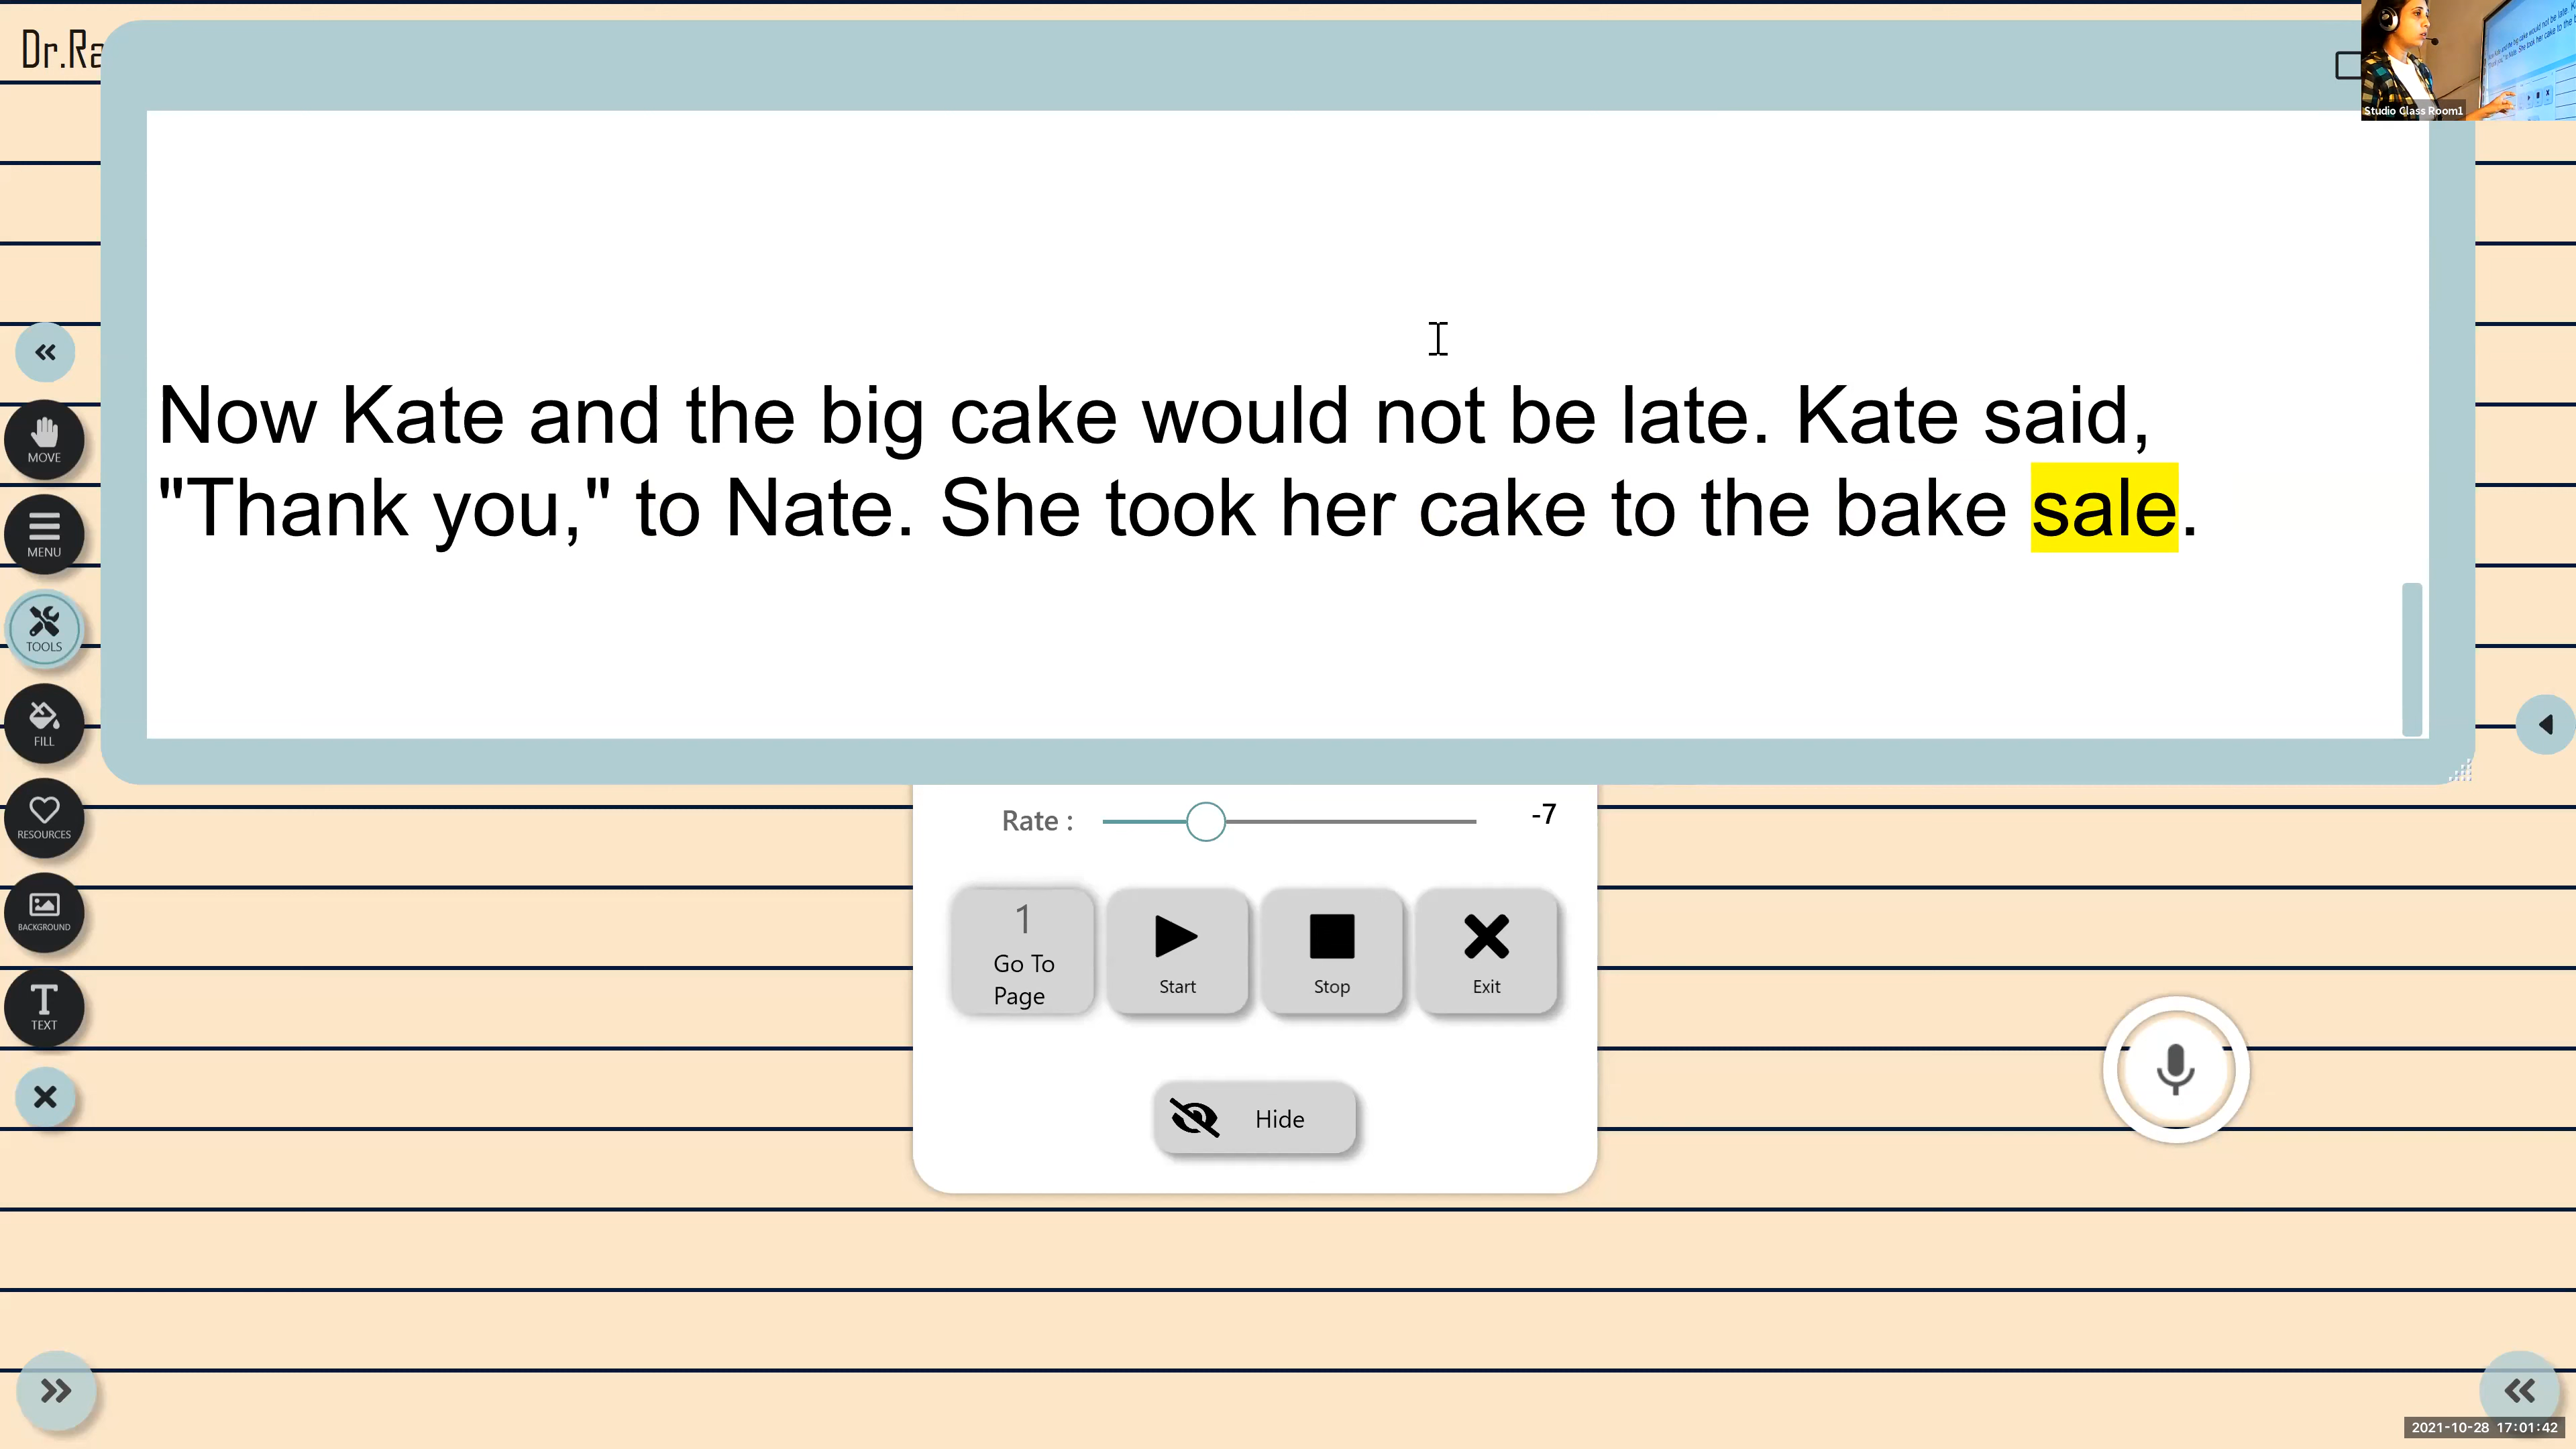 Dr.Ra
Studio Class Room1
Now Kate and the big cake would not be late. Kate said,
"Thank you," to Nate. She took her cake to the bake sale.
MOVE
MENU
TOOLS
FILL
RESOURCES
BACKGROUND
TEXT
Rate :
-7
1
Go To
Page
Start
Stop
Exit
Hide
2021-10-28 17:01:42